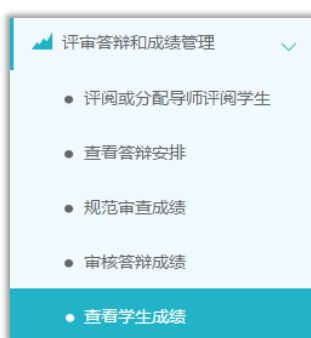 评审答辩和成绩管理
评阅或分配导师评阅学生
查看答辩安排
规范审查成绩
审核答辩成绩
查看学生成绩